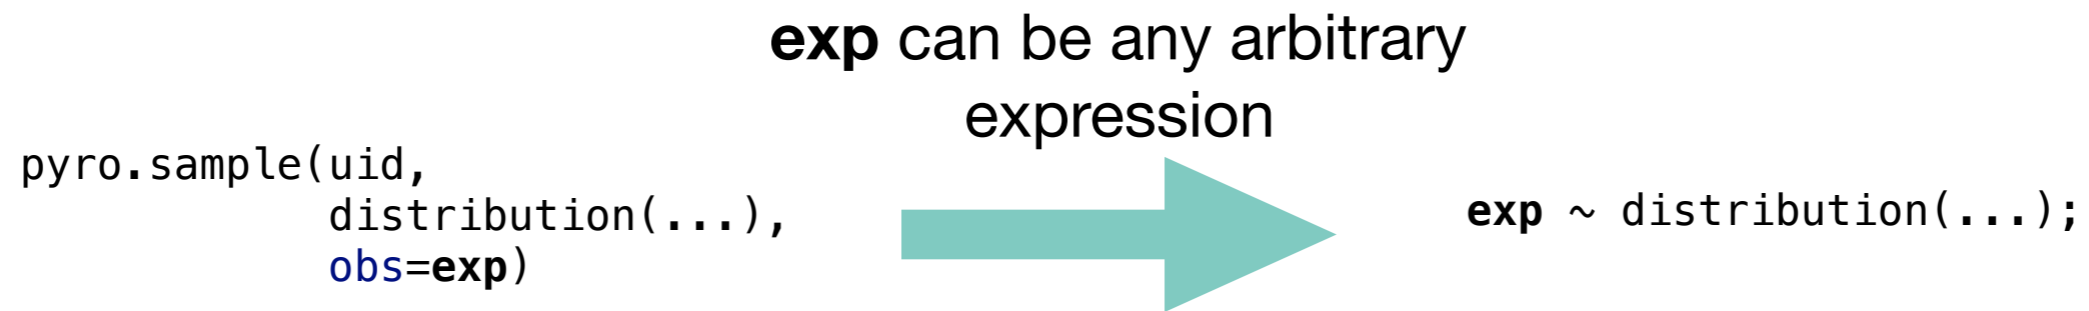 exp can be any arbitrary
expression
pyro.sample(uid,
distribution(...),
obs=exp)
exp ~ distribution(...);